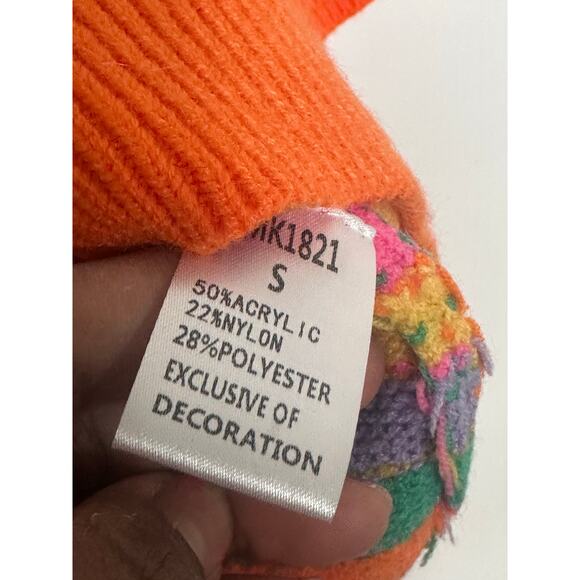 MK1821
S
50%ACRYLIC
22%NYLON
28%POLYESTER
EXCLUSIVE OF
DECORATION